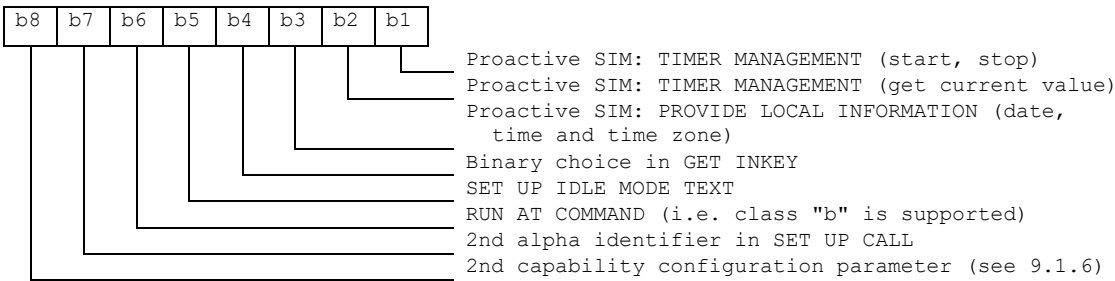 b8 b7 b6 b5 b4 b3 b2 b1
Proactive SIM: TIMER MANAGEMENT (start, stop)
Proactive SIM: TIMER MANAGEMENT (get current value)
Proactive SIM: PROVIDE LOCAL INFORMATION (date,
time and time zone)
Binary choice in GET INKEY
SET UP IDLE MODE TEXT
RUN AT COMMAND (i.e. class "b" is supported)
2nd alpha identifier in SET UP CALL
2nd capability configuration parameter (see 9.1.6)